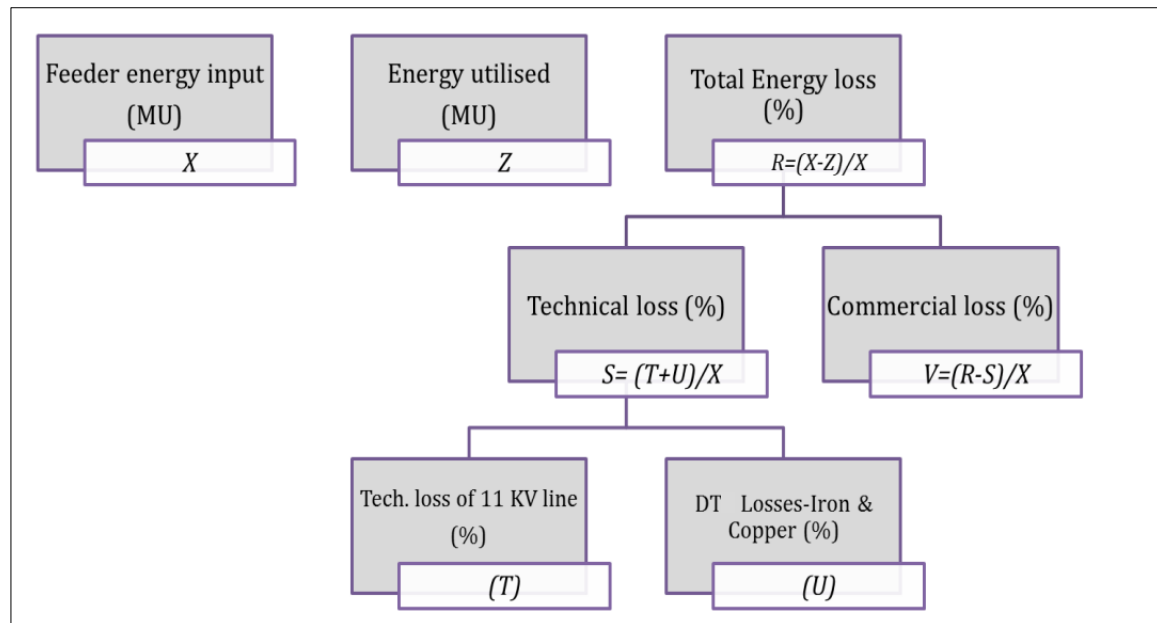 Feeder energy input
(MU)
X
Energy utilised
(MU)
Z
Total Energy loss
(%)
R=(X-Z)/X
Technical loss (%)
S= (T+U)/X
Commercial loss (%)
V=(R-S)/X
Tech. loss of 11 KV line
(%)
(T)
DT Losses-Iron &
Copper (%)
(U)